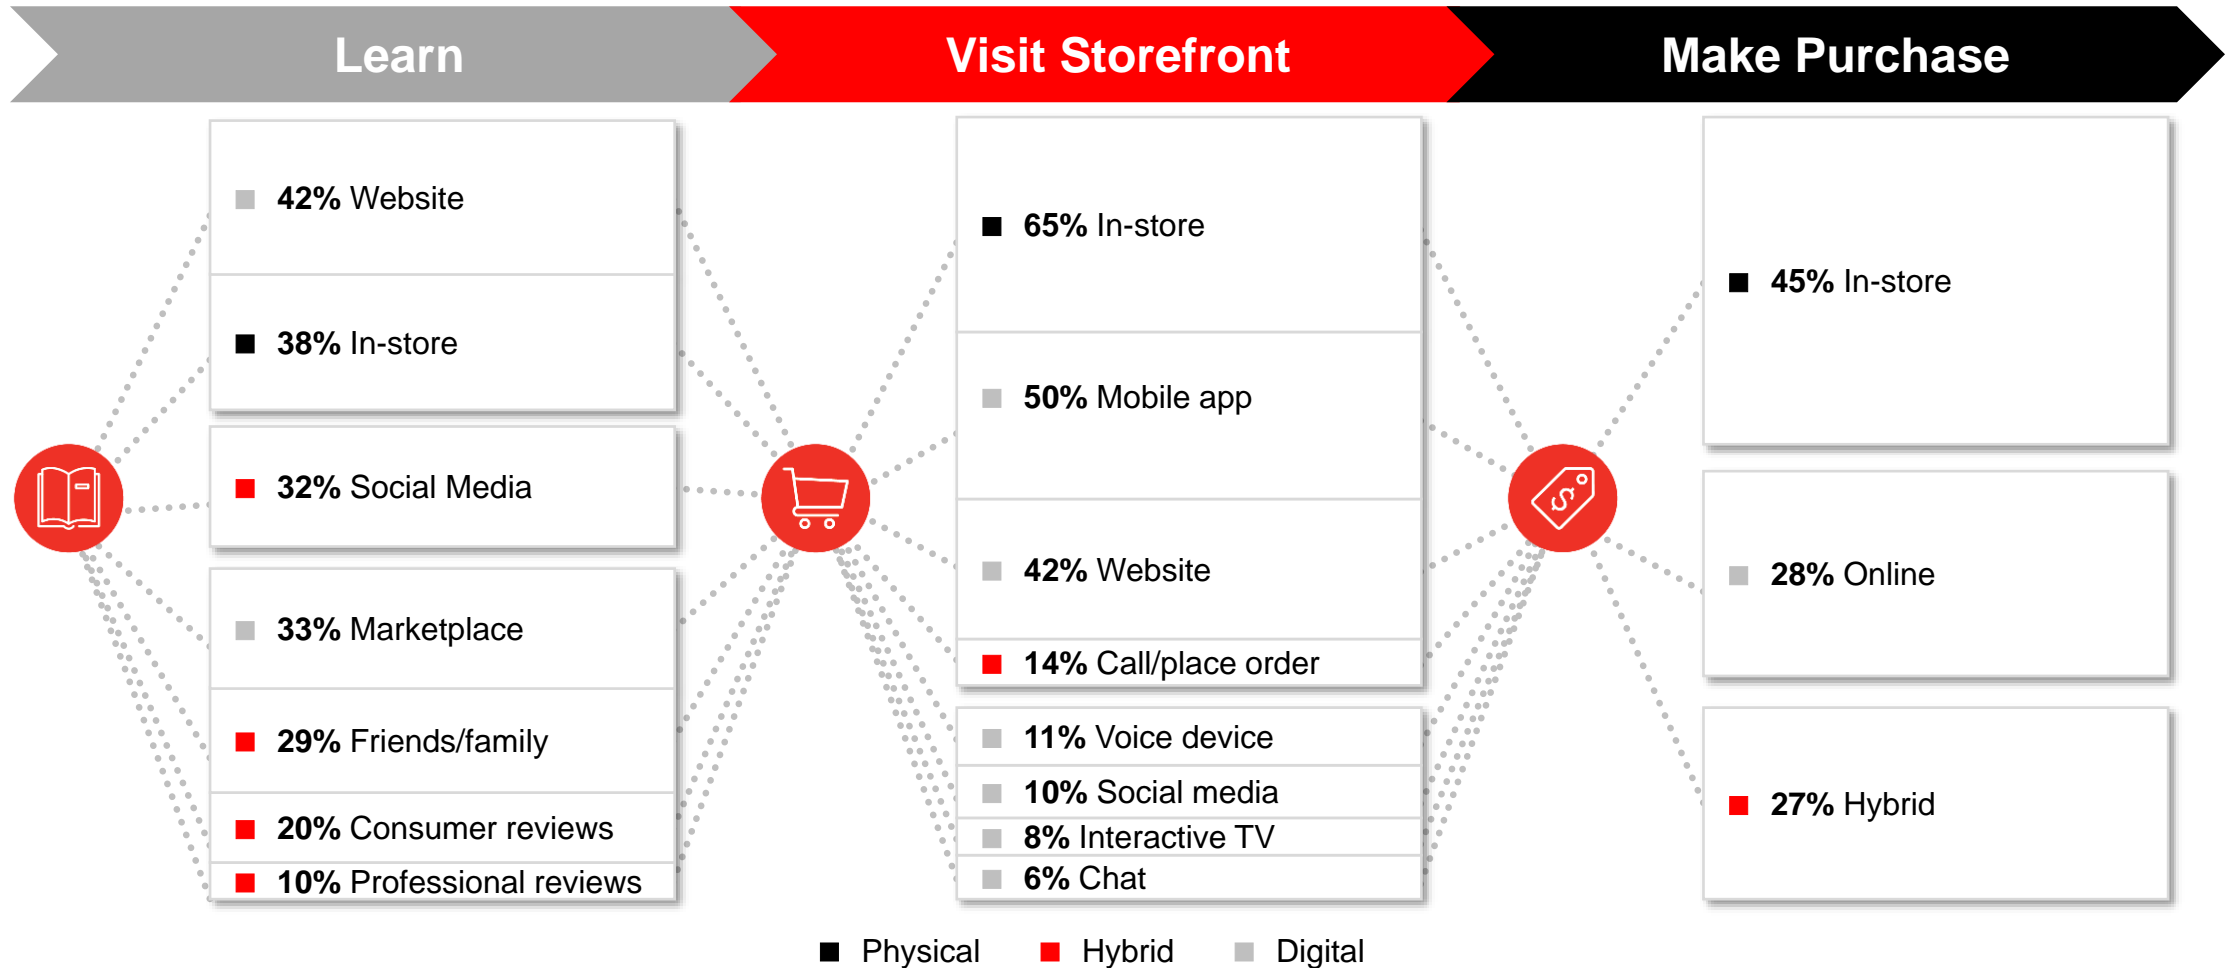 Learn
Visit Storefront
Make Purchase
42% Website
38% In-store
32% Social Media
33% Marketplace
29% Friends/family
20% Consumer reviews
10% Professional reviews
65% In-store
50% Mobile app
42% Website
14% Call/place order
11% Voice device
10% Social media
8% Interactive TV
6% Chat
45% In-store
28% Online
27% Hybrid
Physical
Hybrid
Digital